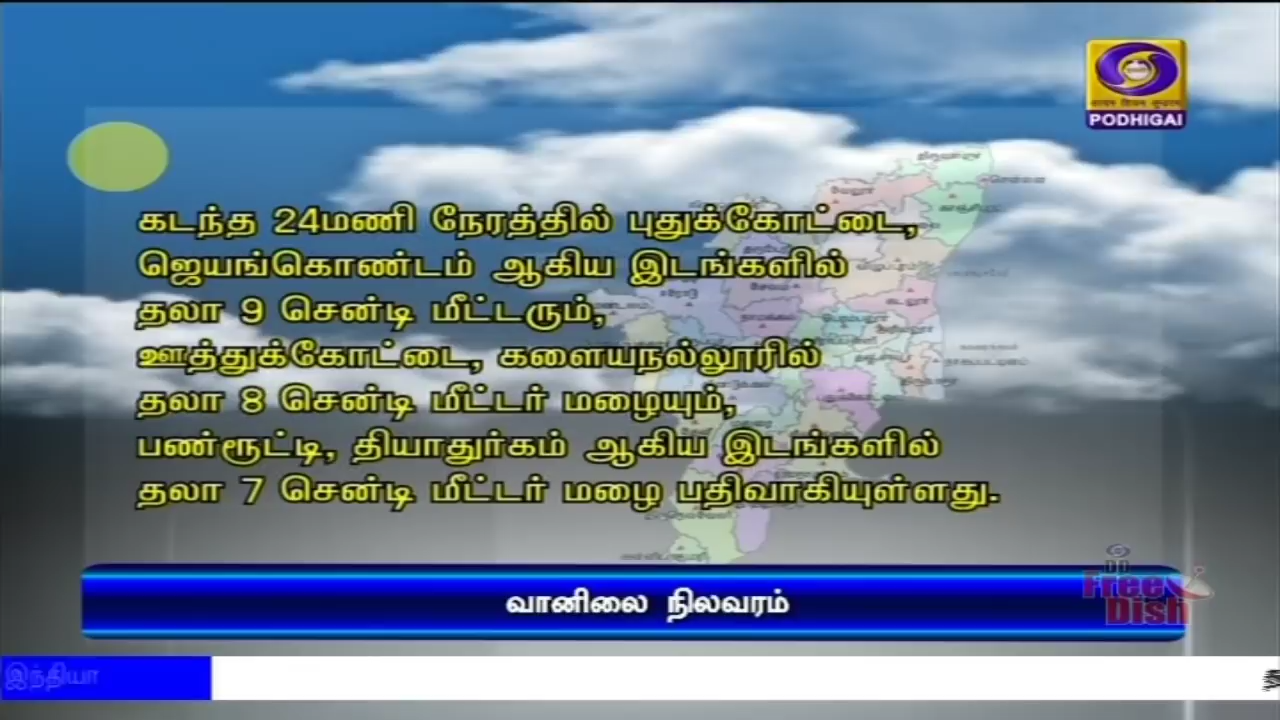 PODHIGAI
கடந்த 24மணி நேரத்தில் புதுக்கோட்டை,
ஜெயங்கொண்டம் ஆகிய இடங்களில்
தலா 9 சென்டி மீட்டரும்,
ஊத்துக்கோட்டை, களையநல்லூரில்
தலா 8 சென்டி மீட்டர் மழையும்,
பண்ரூட்டி, தியாதுர்கம் ஆகிய இடங்களில்
தலா 7 சென்டி மீட்டர் மழை பதிவாகியுள்ளது.
வானிலை நிலவரம்
DD
Free
Dish
இந்தியா